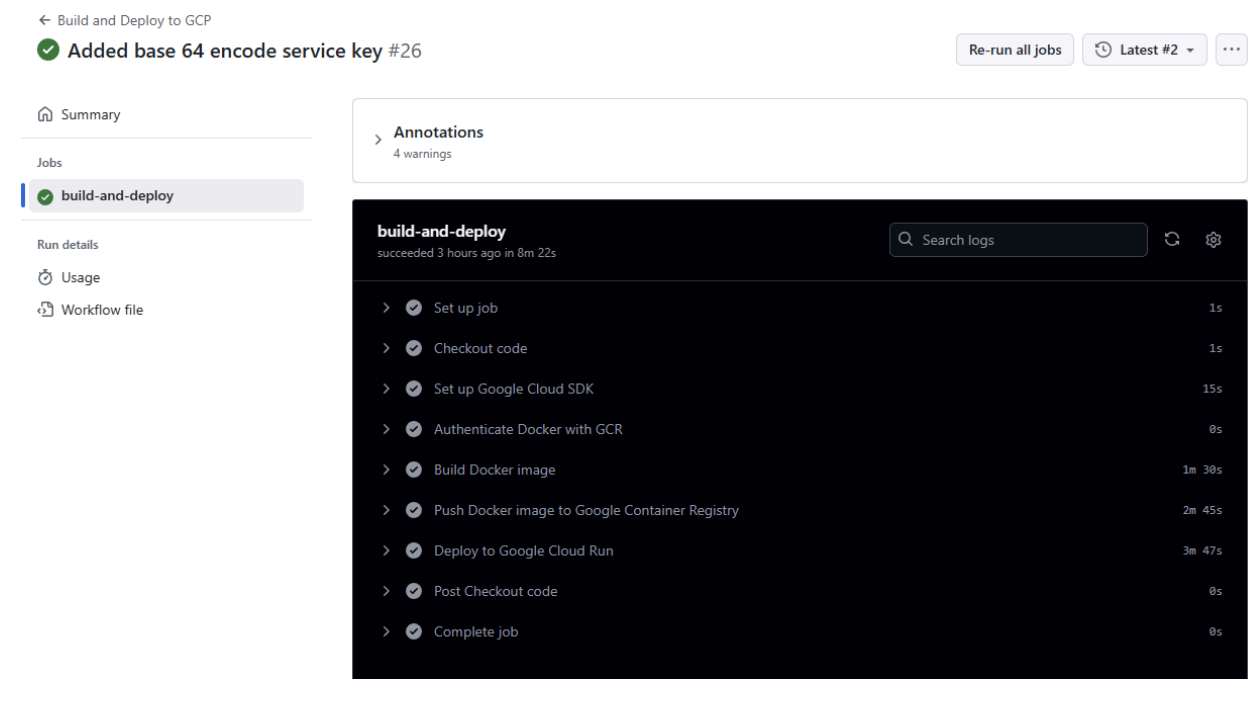 Build and Deploy to GCP
Added base 64 encode service key #26
Re-run all jobs
Latest #2
Summary
Jobs
build-and-deploy
Run details
Usage
Workflow file
Annotations
4 warnings
build-and-deploy
succeeded 3 hours ago in 8m 22s
Search logs
Set up job 1s
Checkout code 1s
Set up Google Cloud SDK 15s
Authenticate Docker with GCR 0s
Build Docker image 1m 30s
Push Docker image to Google Container Registry 2m 45s
Deploy to Google Cloud Run 3m 47s
Post Checkout code 0s
Complete job 0s